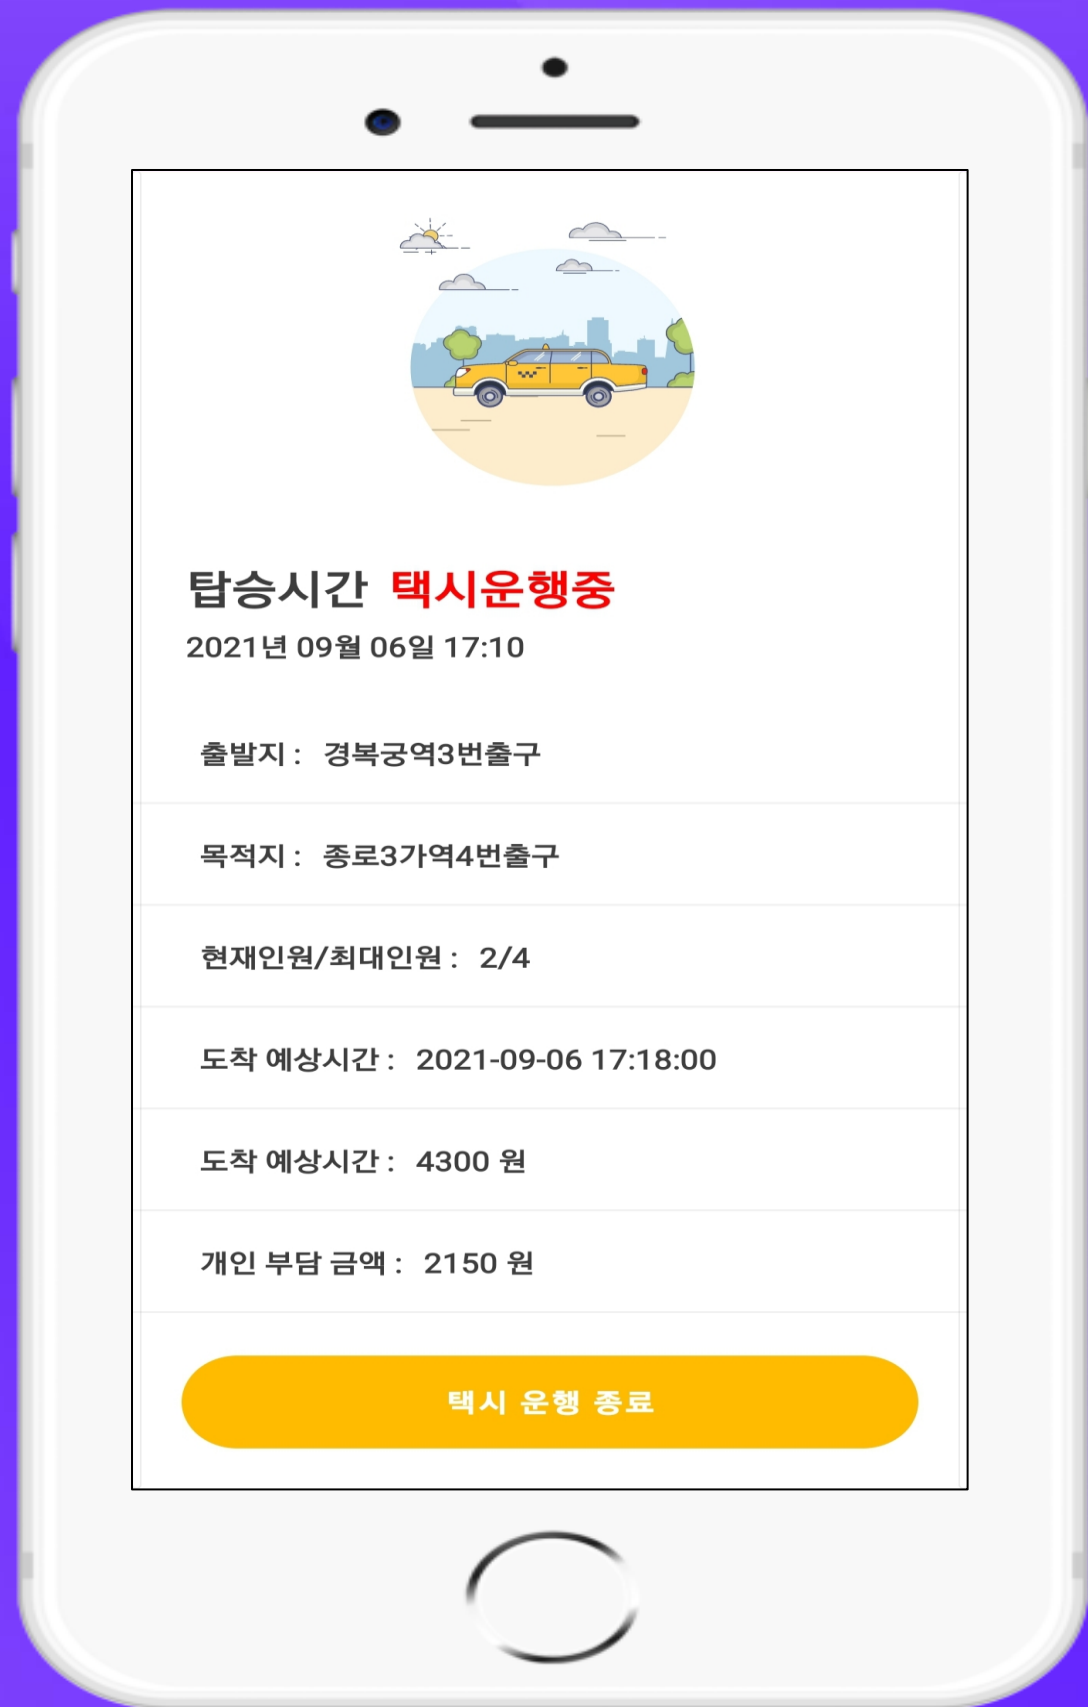 탑승시간 택시운행중
2021년 09월 06일 17:10
출발지 : 경복궁역3번출구
목적지 : 종로3가역4번출구
현재인원/최대인원 : 2/4
도착 예상시간 : 2021-09-06 17:18:00
도착 예상시간 : 4300 원
개인 부담 금액 : 2150 원
택시 운행 종료